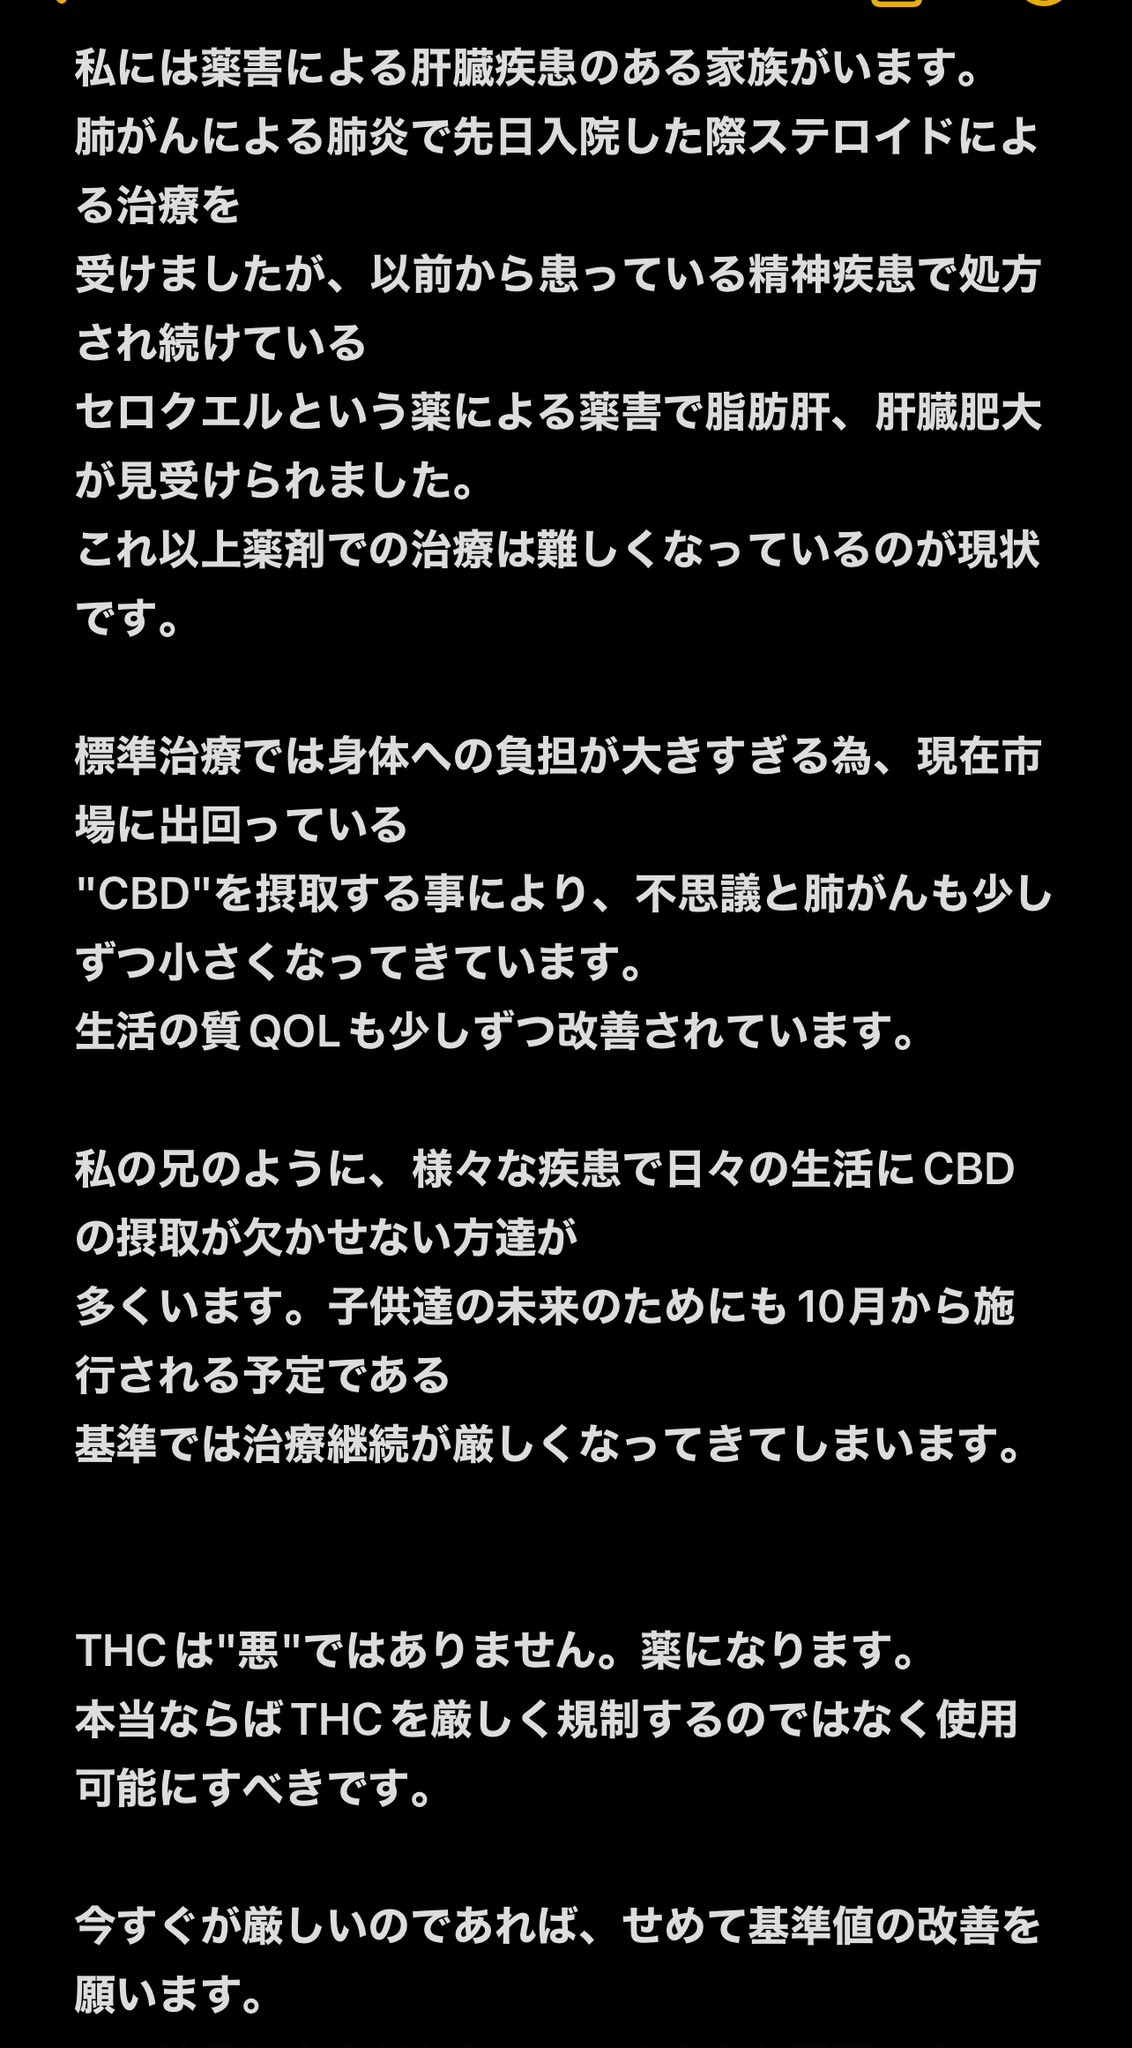 私には薬害による肝臓疾患のある家族がいます。
肺がんによる肺炎で先日入院した際ステロイドによ
る治療を
受けましたが、以前から患っている精神疾患で処方
され続けている
セロクエルという薬による薬害で脂肪肝、肝臓肥大
が見受けられました。
これ以上薬剤での治療は難しくなっているのが現状
です。
標準治療では身体への負担が大きすぎる為、現在市
場に出回っている
"CBD"を摂取する事により、不思議と肺がんも少し
ずつ小さくなってきています。
生活の質QOLも少しずつ改善されています。
私の兄のように、様々な疾患で日々の生活にCBD
の摂取が欠かせない方達が
多くいます。子供達の未来のためにも10月から施
行される予定である
基準では治療継続が厳しくなってきてしまいます。
THCは"悪"ではありません。薬になります。
本当ならばTHCを厳しく規制するのではなく使用
可能にすべきです。
今すぐが厳しいのであれば、せめて基準値の改善を
願います。